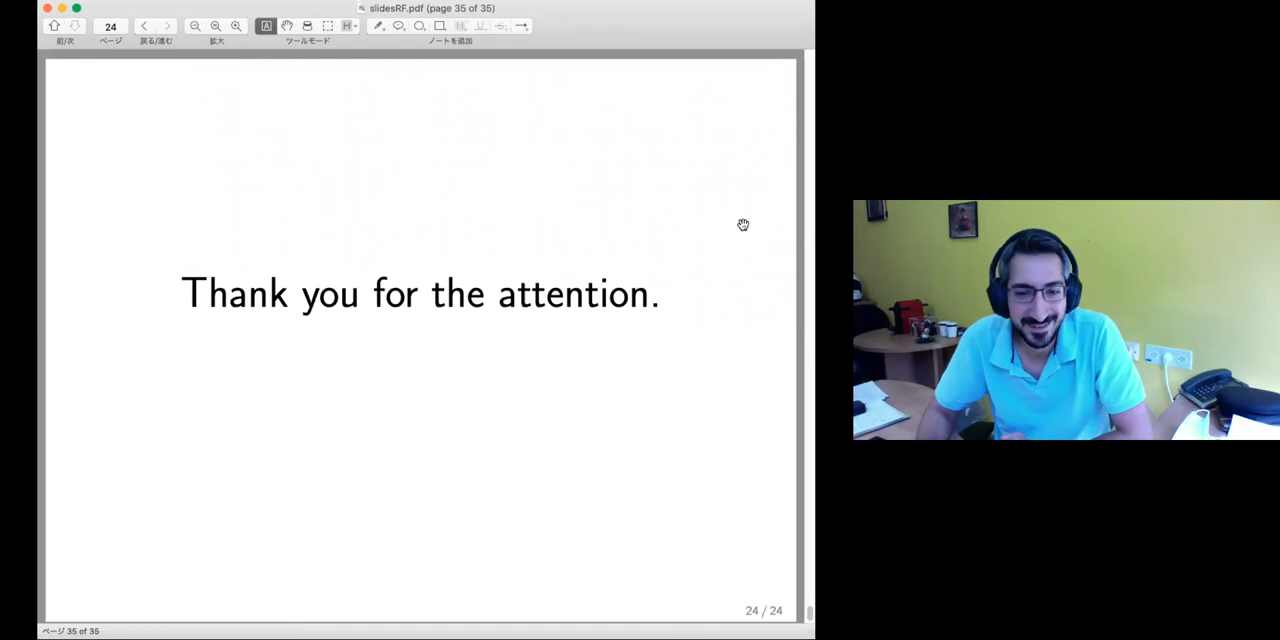 slidesRF.pdf (page 35 of 35)
24
A
H
H
U
S
前/次
ページ
戻る/進む
拡大
ツールモード
ノートを追加
Thank you for the attention.
24 / 24
ページ 35 of 35